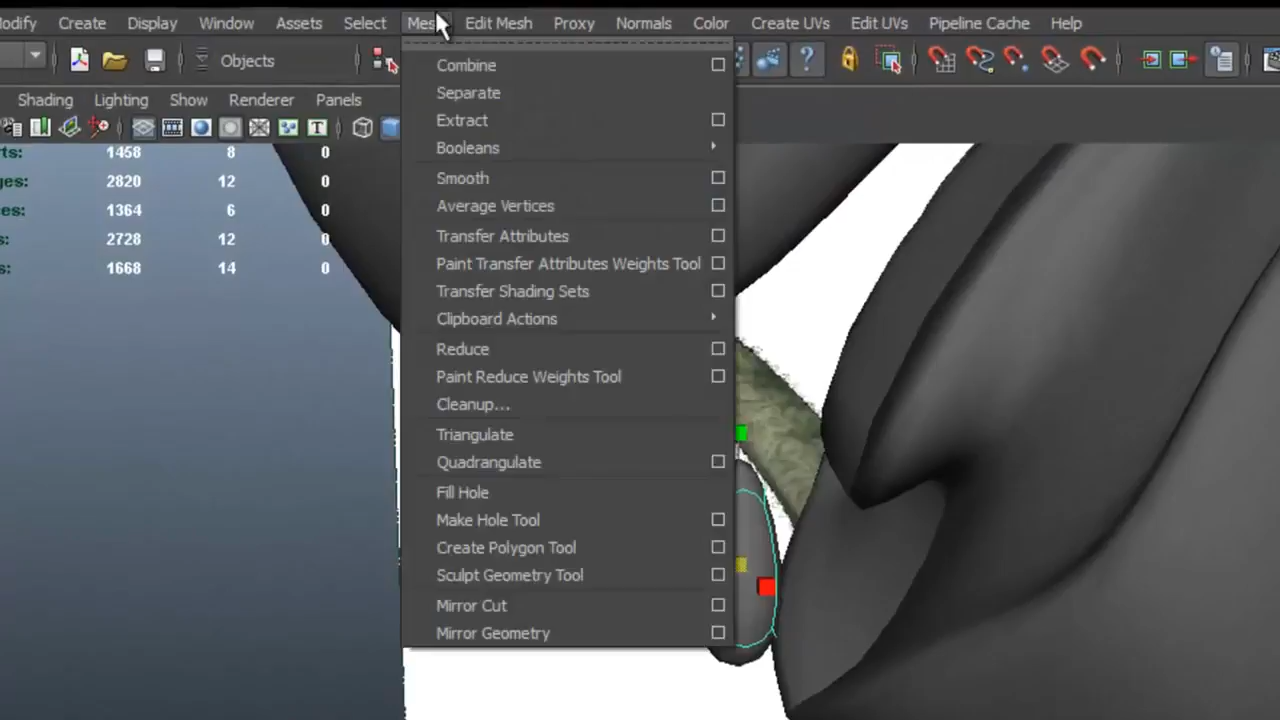 odify Create Display Window Assets Select Mes Edit Mesh Proxy Normals Color Create UVs Edit UVs Pipeline Cache Help
Objects
Shading Lighting Show Renderer Panels
rts: 1458 8 0
ges: 2820 12 0
ces: 1364 6 0
s: 2728 12 0
s: 1668 14 0
Combine
Separate
Extract
Booleans
Smooth
Average Vertices
Transfer Attributes
Paint Transfer Attributes Weights Tool
Transfer Shading Sets
Clipboard Actions
Reduce
Paint Reduce Weights Tool
Cleanup...
Triangulate
Quadrangulate
Fill Hole
Make Hole Tool
Create Polygon Tool
Sculpt Geometry Tool
Mirror Cut
Mirror Geometry